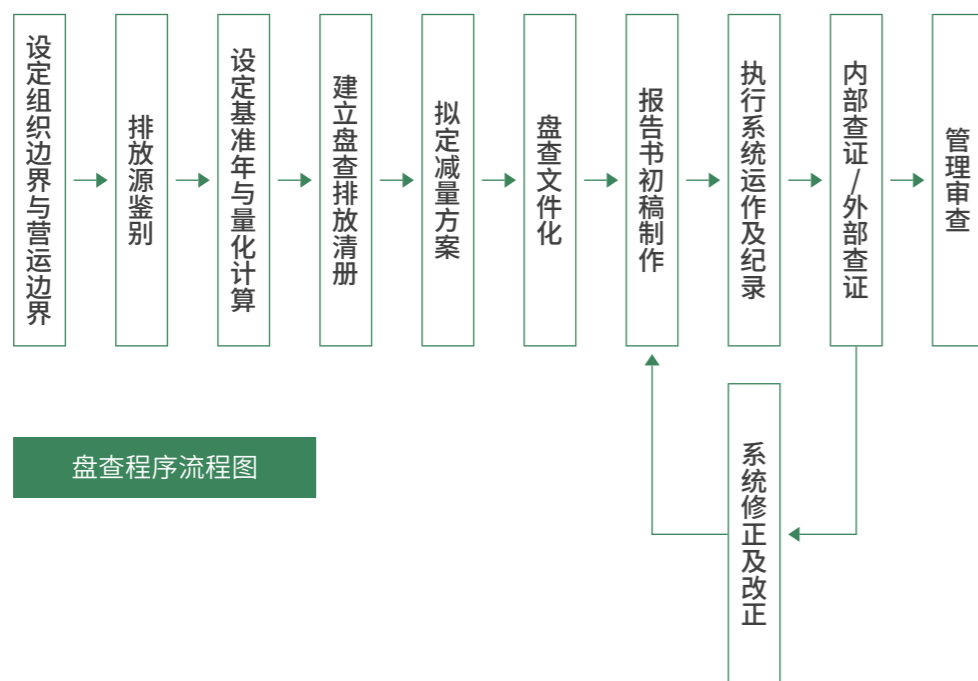 设定组织边界与营运边界
排放源鉴别
设定基准年与量化计算
建立盘查排放清册
拟定减量方案
盘查文件化
报告书初稿制作
执行系统运作及纪录
内部查证/外部查证
管理审查
系统修正及改正
盘查程序流程图